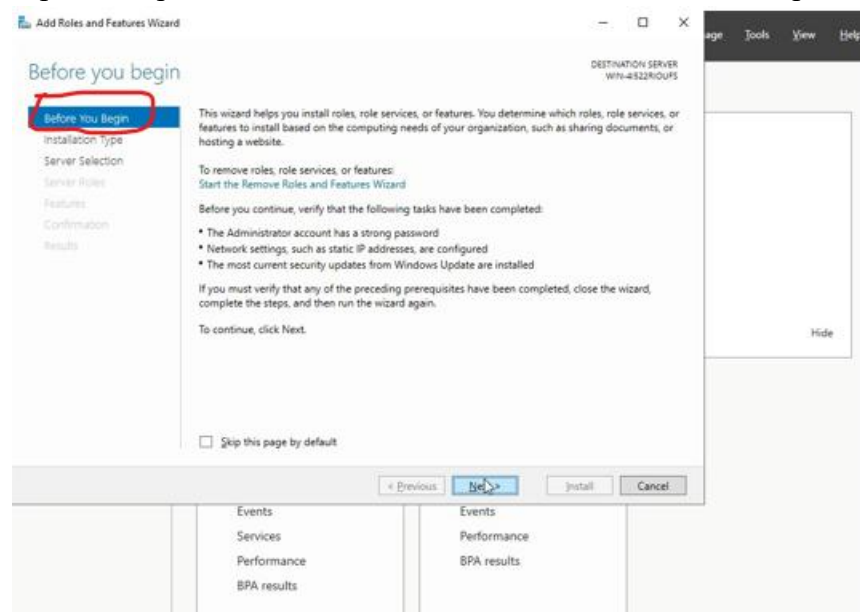 Add Roles and Features Wizard
Tools
View
Before you begin
DESTINATION SERVER
Before You Begin
Installation Type
Server Selection
Server Roles
Features
Confirmation
Results
This wizard helps you install roles, role services, or features. You determine which roles, role services, or
features to install based on the computing needs of your organization, such as sharing documents, or
hosting a website.
To remove roles, role services, or features:
Start the Remove Roles and Features Wizard
Before you continue, verify that the following tasks have been completed:
• The Administrator account has a strong password
• Network settings, such as static IP addresses, are configured
• The most current security updates from Windows Update are installed
If you must verify that any of the preceding prerequisites have been completed, close the wizard,
complete the steps, and then run the wizard again.
To continue, click Next.
Hide
Skip this page by default
< Previous
Install
Cancel
Events
Services
Performance
BPA results
Events
Performance
BPA results